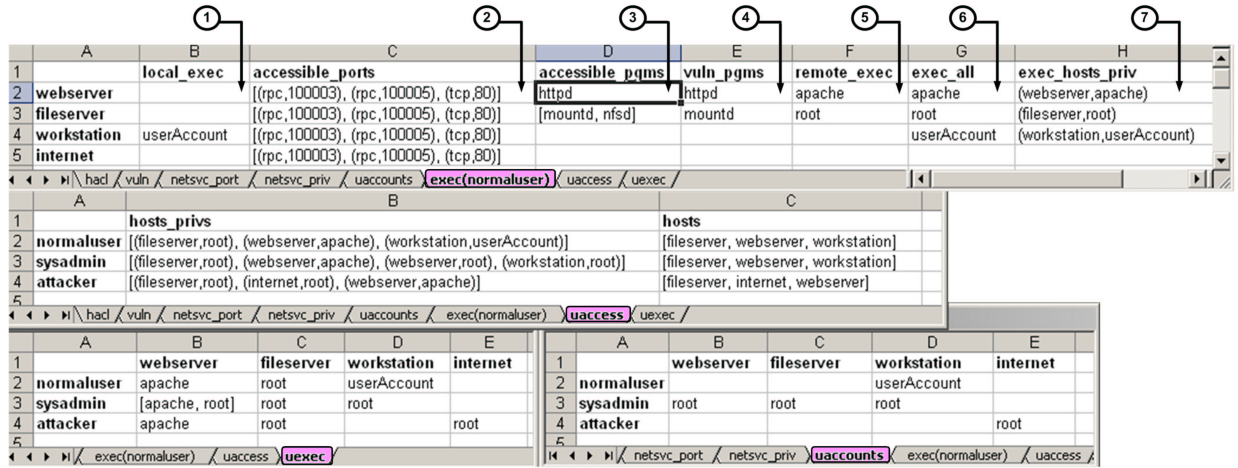 1 2 3 4 5 6 7
A B C D E F G H
1 local_exec accessible_ports accessible_pgms vuln_pgms remote_exec exec_all exec_hosts_priv
2 webserver [(rpc,100003), (rpc,100005), (tcp,80)] httpd httpd apache apache (webserver,apache)
3 fileserver [(rpc,100003), (rpc,100005), (tcp,80)] [mountd, nfsd] mountd root root (fileserver,root)
4 workstation userAccount [(rpc,100003), (rpc,100005), (tcp,80)] userAccount (workstation,userAccount)
5 internet [(rpc,100003), (rpc,100005), (tcp,80)]
hacl / vuln / netsvc_port / netsvc_priv / uaccounts / exec(normaluser) / uaccess / uexec /
A B C
1 hosts_privs hosts
2 normaluser [(fileserver,root), (webserver,apache), (workstation,userAccount)] [fileserver, webserver, workstation]
3 sysadmin [(fileserver,root), (webserver,apache), (webserver,root), (workstation,root)] [fileserver, webserver, workstation]
4 attacker [(fileserver,root), (internet,root), (webserver,apache)] [fileserver, internet, webserver]
5
hacl / vuln / netsvc_port / netsvc_priv / uaccounts / exec(normaluser) / uaccess / uexec /
A B C D E
1 webserver fileserver workstation internet
2 normaluser apache root userAccount
3 sysadmin [apache, root] root root
4 attacker apache root root
5
exec(normaluser) / uaccess / uexec /
A B C D E
1 webserver fileserver workstation internet
2 normaluser userAccount
3 sysadmin root root root
4 attacker root
5
netsvc_port / netsvc_priv / uaccounts / exec(normaluser) / uaccess /